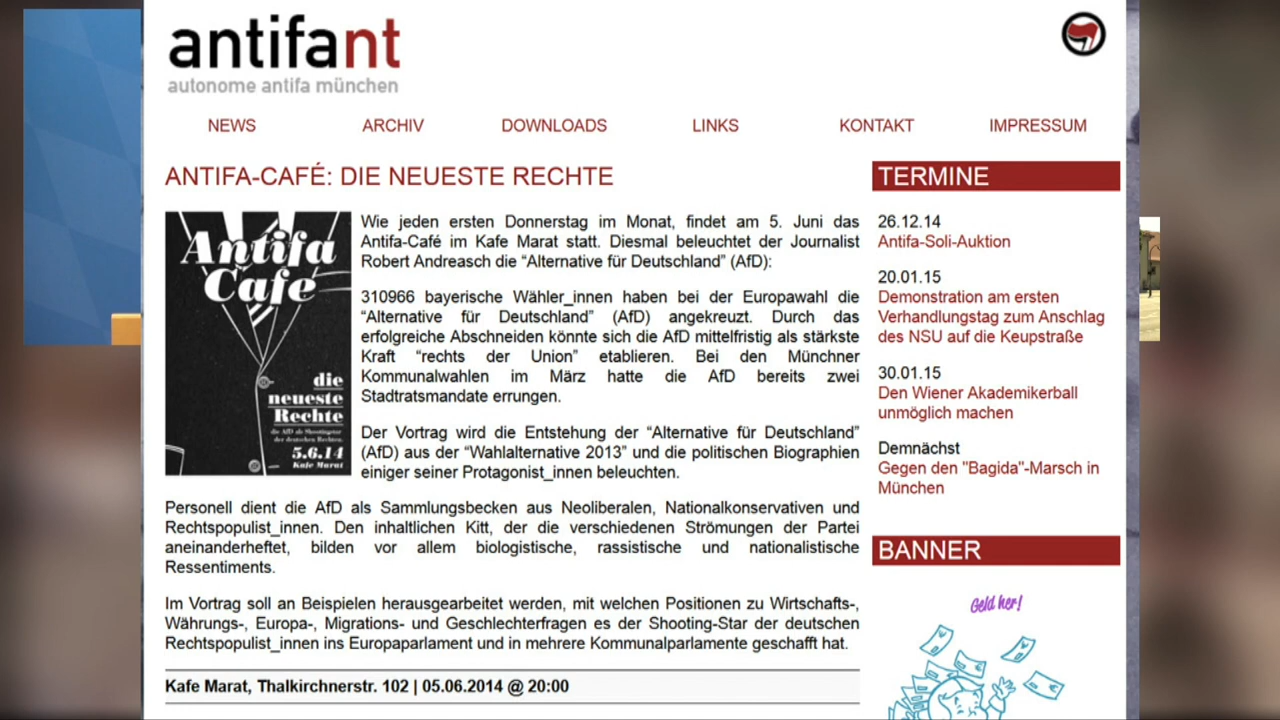 antifant
autonome antifa münchen
NEWS
ARCHIV
DOWNLOADS
LINKS
KONTAKT
IMPRESSUM
ANTIFA-CAFÉ: DIE NEUESTE RECHTE
Antifa
Cafe
die
neueste
Rechte
die AfD als Shootingstar
der deutschen Rechten.
5.6.14
Kafe Marat
Wie jeden ersten Donnerstag im Monat, findet am 5. Juni das
Antifa-Café im Kafe Marat statt. Diesmal beleuchtet der Journalist
Robert Andreasch die “Alternative für Deutschland” (AfD):
310966 bayerische Wähler_innen haben bei der Europawahl die
“Alternative für Deutschland” (AfD) angekreuzt. Durch das
erfolgreiche Abschneiden könnte sich die AfD mittelfristig als stärkste
Kraft “rechts der Union” etablieren. Bei den Münchner
Kommunalwahlen im März hatte die AfD bereits zwei
Stadtratsmandate errungen.
Der Vortrag wird die Entstehung der “Alternative für Deutschland”
(AfD) aus der “Wahlalternative 2013” und die politischen Biographien
einiger seiner Protagonist_innen beleuchten.
Personell dient die AfD als Sammlungsbecken aus Neoliberalen, Nationalkonservativen und
Rechtspopulist_innen. Den inhaltlichen Kitt, der die verschiedenen Strömungen der Partei
aneinanderheftet, bilden vor allem biologistische, rassistische und nationalistische
Ressentiments.
Im Vortrag soll an Beispielen herausgearbeitet werden, mit welchen Positionen zu Wirtschafts-,
Währungs-, Europa-, Migrations- und Geschlechterfragen es der Shooting-Star der deutschen
Rechtspopulist_innen ins Europaparlament und in mehrere Kommunalparlamente geschafft hat.
Kafe Marat, Thalkirchnerstr. 102 | 05.06.2014 @ 20:00
TERMINE
26.12.14
Antifa-Soli-Auktion
20.01.15
Demonstration am ersten
Verhandlungstag zum Anschlag
des NSU auf die Keupstraße
30.01.15
Den Wiener Akademikerball
unmöglich machen
Demnächst
Gegen den "Bagida"-Marsch in
München
BANNER
Geld her!